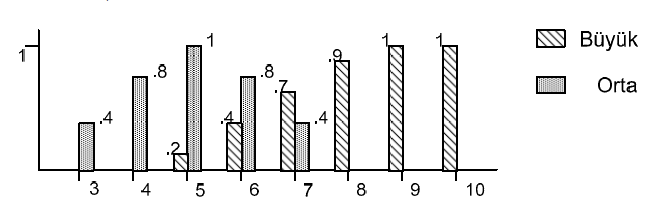 1 .4 .8 .2 1 .4 .8 .7 .4 .9 1 1
3 4 5 6 7 8 9 10
Büyük
Orta